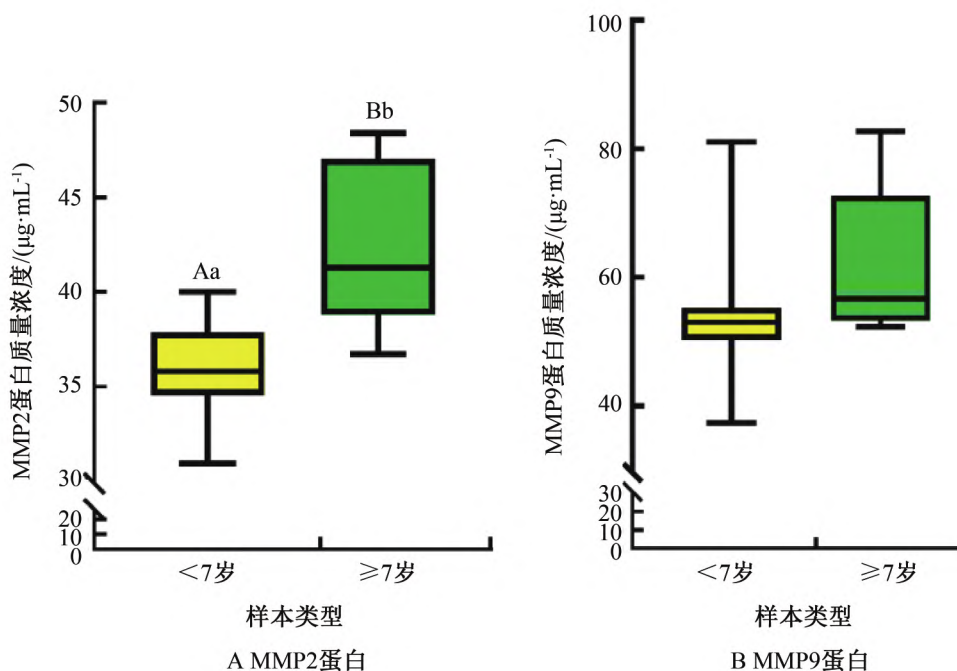 50
45
40
35
30
20
10
0
MMP2蛋白质量浓度/(μg·mL-1)
Aa
Bb
<7岁
≥7岁
样本类型
A MMP2蛋白
100
80
60
40
30
20
10
0
MMP9蛋白质量浓度/(μg·mL-1)
<7岁
≥7岁
样本类型
B MMP9蛋白